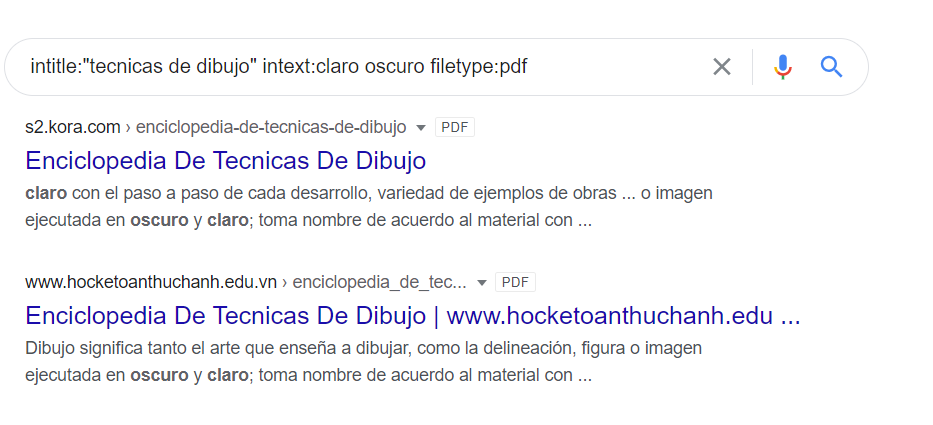 intitle:"tecnicas de dibujo" intext:claro oscuro filetype:pdf
s2.kora.com › enciclopedia-de-tecnicas-de-dibujo PDF
Enciclopedia De Tecnicas De Dibujo
claro con el paso a paso de cada desarrollo, variedad de ejemplos de obras ... o imagen
ejecutada en oscuro y claro; toma nombre de acuerdo al material con ...
www.hocketoanthuchanh.edu.vn › enciclopedia_de_tec... PDF
Enciclopedia De Tecnicas De Dibujo | www.hocketoanthuchanh.edu ...
Dibujo significa tanto el arte que enseña a dibujar, como la delineación, figura o imagen
ejecutada en oscuro y claro; toma nombre de acuerdo al material con ...